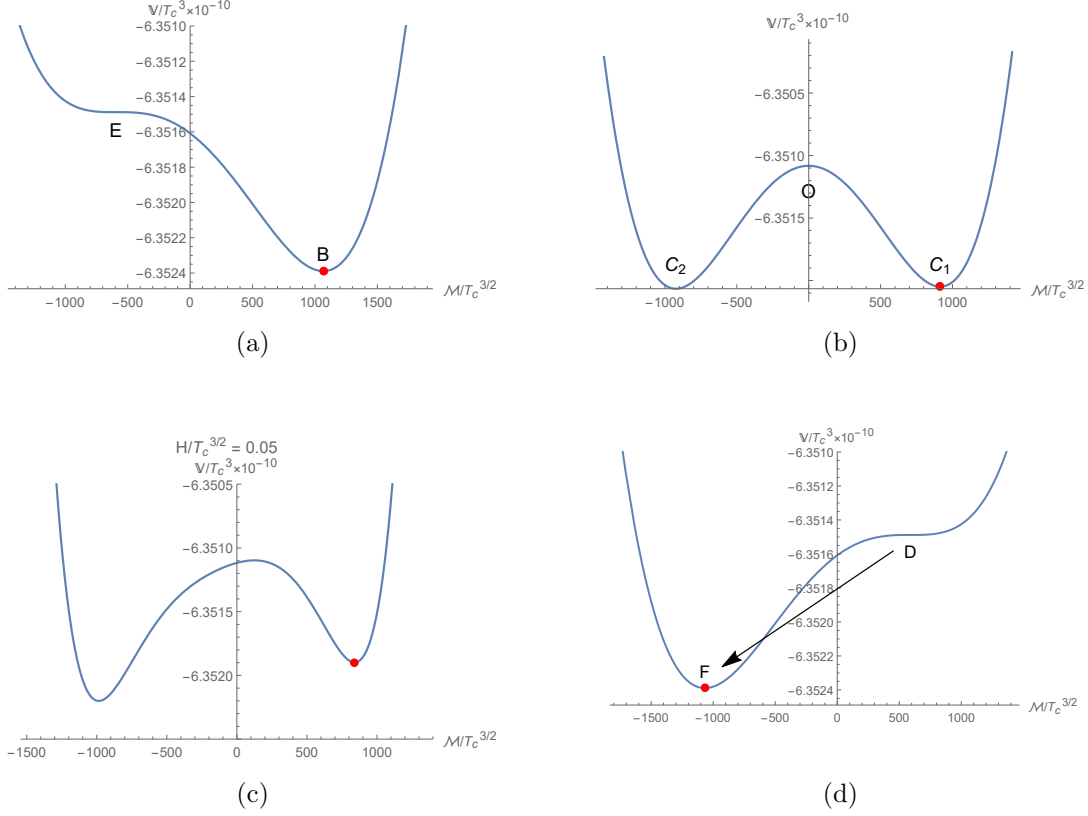 𝕍/T_c^3×10^-10
-6.3510
-6.3512
-6.3514
-6.3516
-6.3518
-6.3520
-6.3522
-6.3524
E
B
-1000 -500 0 500 1000 1500
ℳ/T_c^3/2
(a)
𝕍/T_c^3×10^-10
-6.3505
-6.3510
-6.3515
O
C_2
C_1
-1000 -500 0 500 1000
ℳ/T_c^3/2
(b)
H/T_c^3/2 = 0.05
𝕍/T_c^3×10^-10
-6.3505
-6.3510
-6.3515
-6.3520
-1500 -1000 -500 0 500 1000
ℳ/T_c^3/2
(c)
𝕍/T_c^3×10^-10
-6.3510
-6.3512
-6.3514
-6.3516
-6.3518
-6.3520
-6.3522
-6.3524
D
F
-1500 -1000 -500 0 500 1000
ℳ/T_c^3/2
(d)